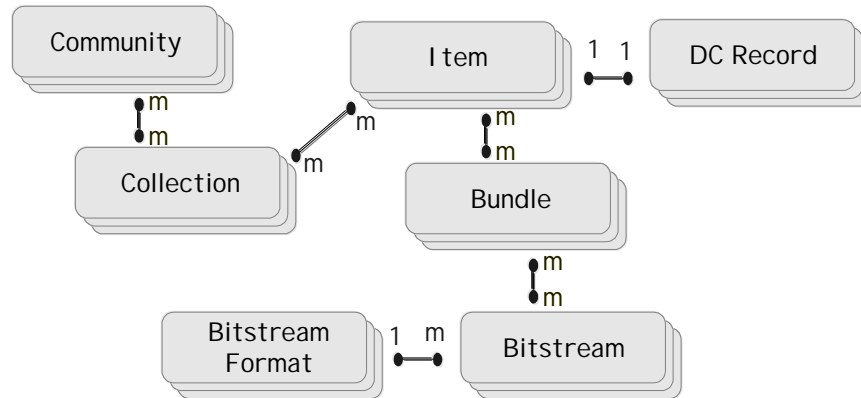 Community
Item
1 1
DC Record
m
m
m
m
m
m
Collection
Bundle
m
m
Bitstream
Format
1 m
Bitstream